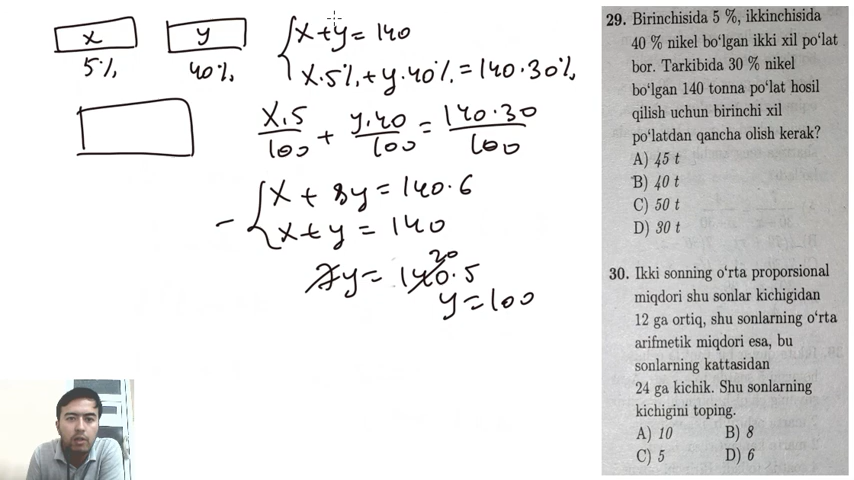 x
y
5%
40%
x+y=140
x·5%+y·40%=140·30%
x·5/100 + y·40/100 = 140·30/100
x + 8y = 140·6
- x + y = 140
7y = 140·5
20
y=100
29. Birinchisida 5 %, ikkinchisida
40 % nikel bo‘lgan ikki xil po‘lat
bor. Tarkibida 30 % nikel
bo‘lgan 140 tonna po‘lat hosil
qilish uchun birinchi xil
po‘latdan qancha olish kerak?
A) 45 t
B) 40 t
C) 50 t
D) 30 t
30. Ikki sonning o‘rta proporsional
miqdori shu sonlar kichigidan
12 ga ortiq, shu sonlarning o‘rta
arifmetik miqdori esa, bu
sonlarning kattasidan
24 ga kichik. Shu sonlarning
kichigini toping.
A) 10 B) 8
C) 5 D) 6